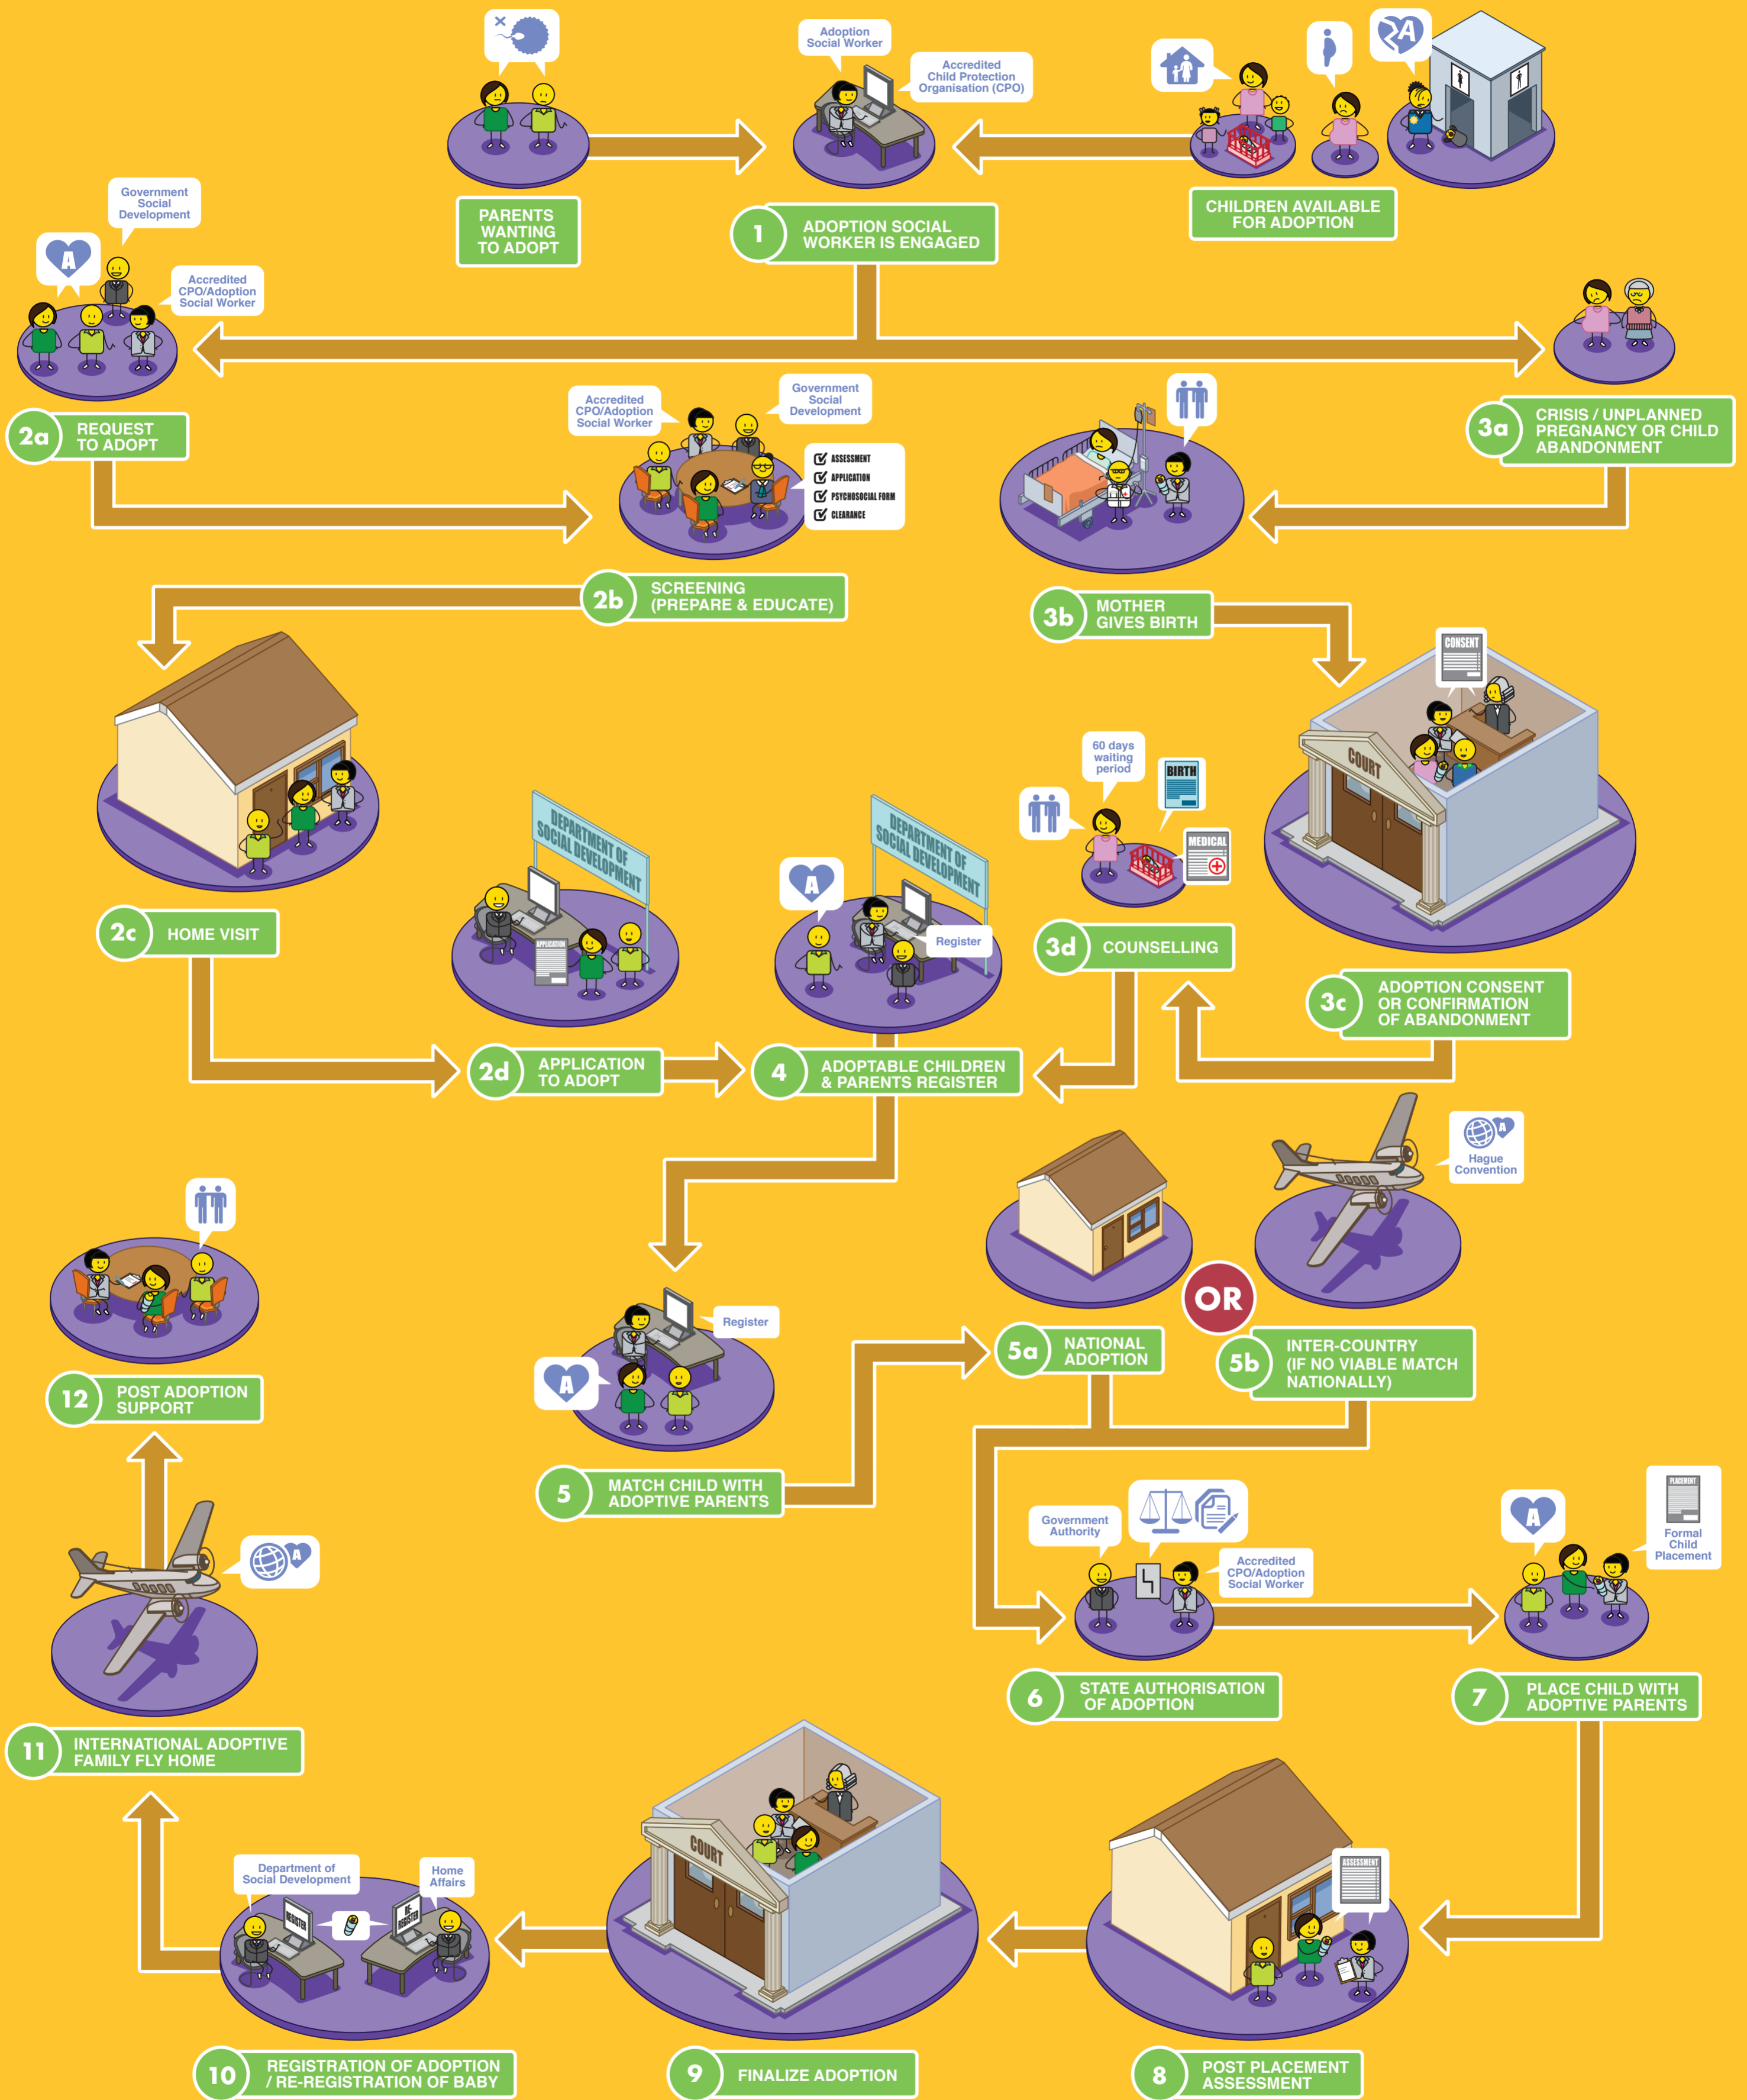 Adoption
Social Worker
Accredited
Child Protection
Organisation (CPO)
A
PARENTS
WANTING
TO ADOPT
1
ADOPTION SOCIAL
WORKER IS ENGAGED
CHILDREN AVAILABLE
FOR ADOPTION
Government
Social
Development
A
Accredited
CPO/Adoption
Social Worker
2a
REQUEST
TO ADOPT
Accredited
CPO/Adoption
Social Worker
Government
Social
Development
ASSESSMENT
APPLICATION
PSYCHOSOCIAL FORM
CLEARANCE
3a
CRISIS / UNPLANNED
PREGNANCY OR CHILD
ABANDONMENT
2b
SCREENING
(PREPARE & EDUCATE)
3b
MOTHER
GIVES BIRTH
CONSENT
COURT
60 days
waiting
period
BIRTH
MEDICAL
2c
HOME VISIT
DEPARTMENT OF
SOCIAL DEVELOPMENT
APPLICATION
DEPARTMENT OF
SOCIAL DEVELOPMENT
A
Register
3d
COUNSELLING
3c
ADOPTION CONSENT
OR CONFIRMATION
OF ABANDONMENT
2d
APPLICATION
TO ADOPT
4
ADOPTABLE CHILDREN
& PARENTS REGISTER
A
Hague
Convention
OR
Register
A
5a
NATIONAL
ADOPTION
5b
INTER-COUNTRY
(IF NO VIABLE MATCH
NATIONALLY)
12
POST ADOPTION
SUPPORT
5
MATCH CHILD WITH
ADOPTIVE PARENTS
Government
Authority
Accredited
CPO/Adoption
Social Worker
A
PLACEMENT
Formal
Child
Placement
A
6
STATE AUTHORISATION
OF ADOPTION
7
PLACE CHILD WITH
ADOPTIVE PARENTS
11
INTERNATIONAL ADOPTIVE
FAMILY FLY HOME
Department of
Social Development
Home
Affairs
REGISTER
RE-
REGISTER
COURT
ASSESSMENT
10
REGISTRATION OF ADOPTION
/ RE-REGISTRATION OF BABY
9
FINALIZE ADOPTION
8
POST PLACEMENT
ASSESSMENT